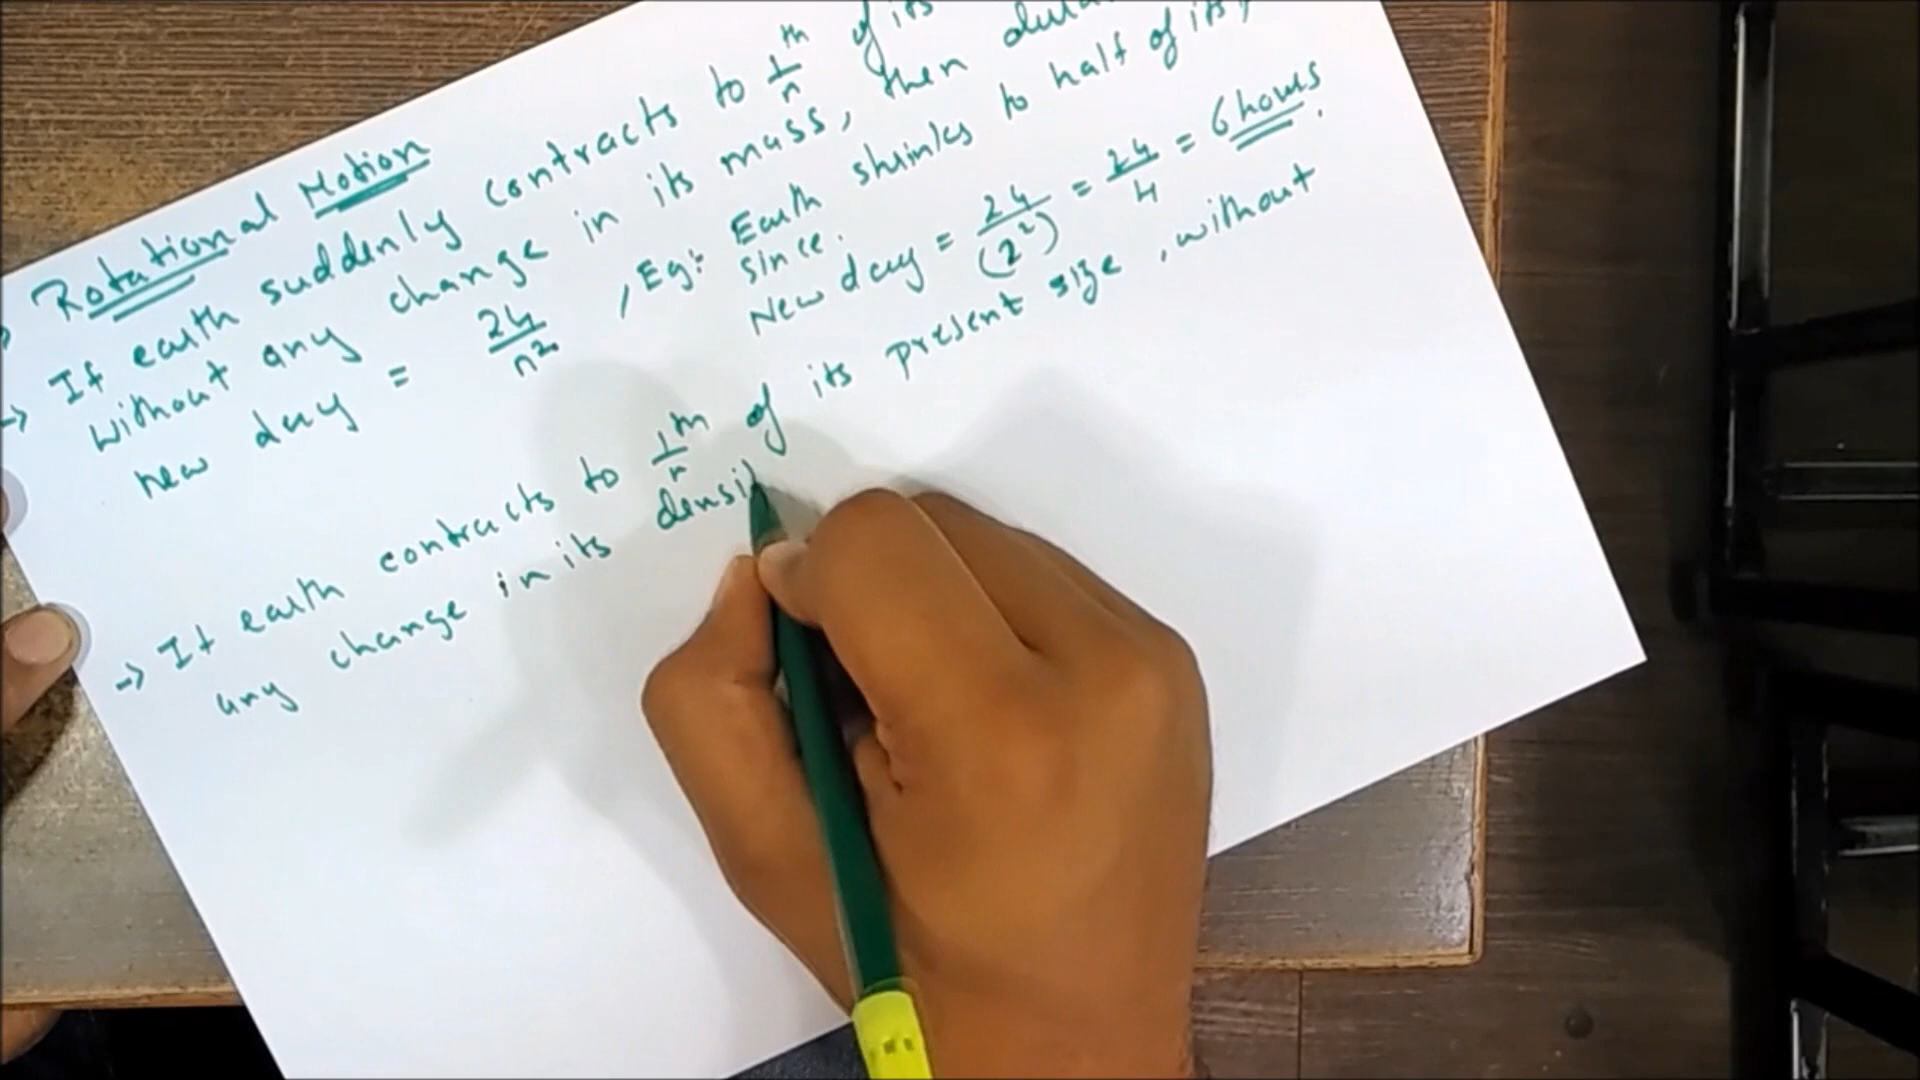 Rotational Motion
→ If earth suddenly contracts to 1/n th of its
without any change in its mass, then
new day = 24/n²
, Eg:- Earth shrinks to half of its
since.
New day = 24/(2²) = 24/4 = 6 hours.
→ If earth contracts to 1/n th of its present size, without
any change in its densi